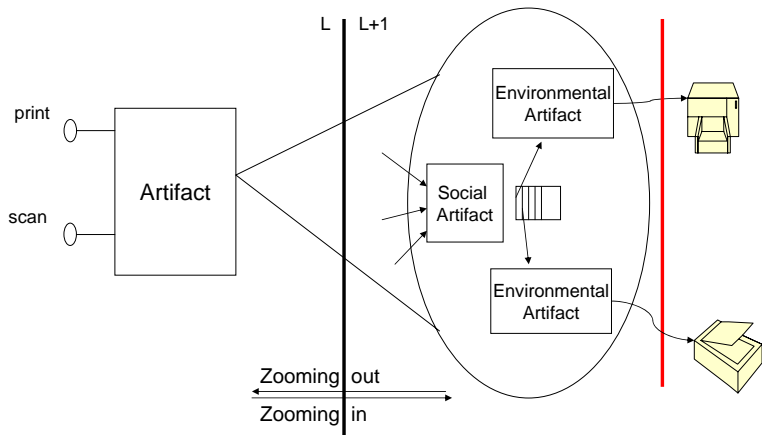 L L+1
print
scan
Artifact
Social
Artifact
Environmental
Artifact
Environmental
Artifact
Zooming out
Zooming in